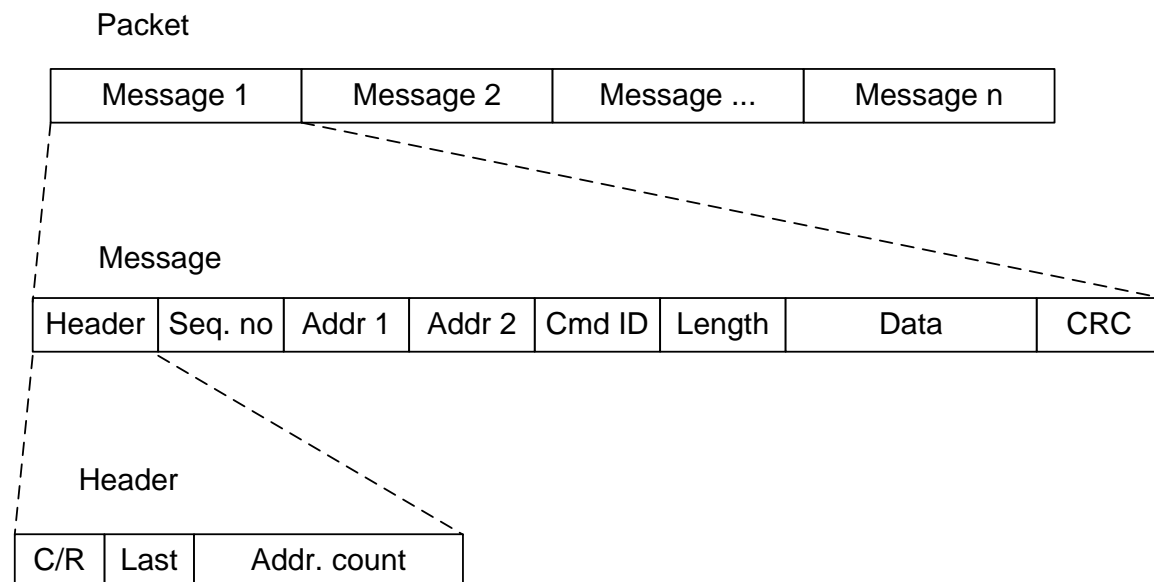 Packet
Message 1 Message 2 Message ... Message n
Message
Header Seq. no Addr 1 Addr 2 Cmd ID Length Data CRC
Header
C/R Last Addr. count